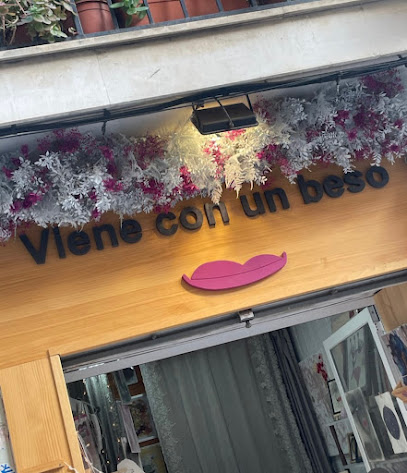 Viene con un beso